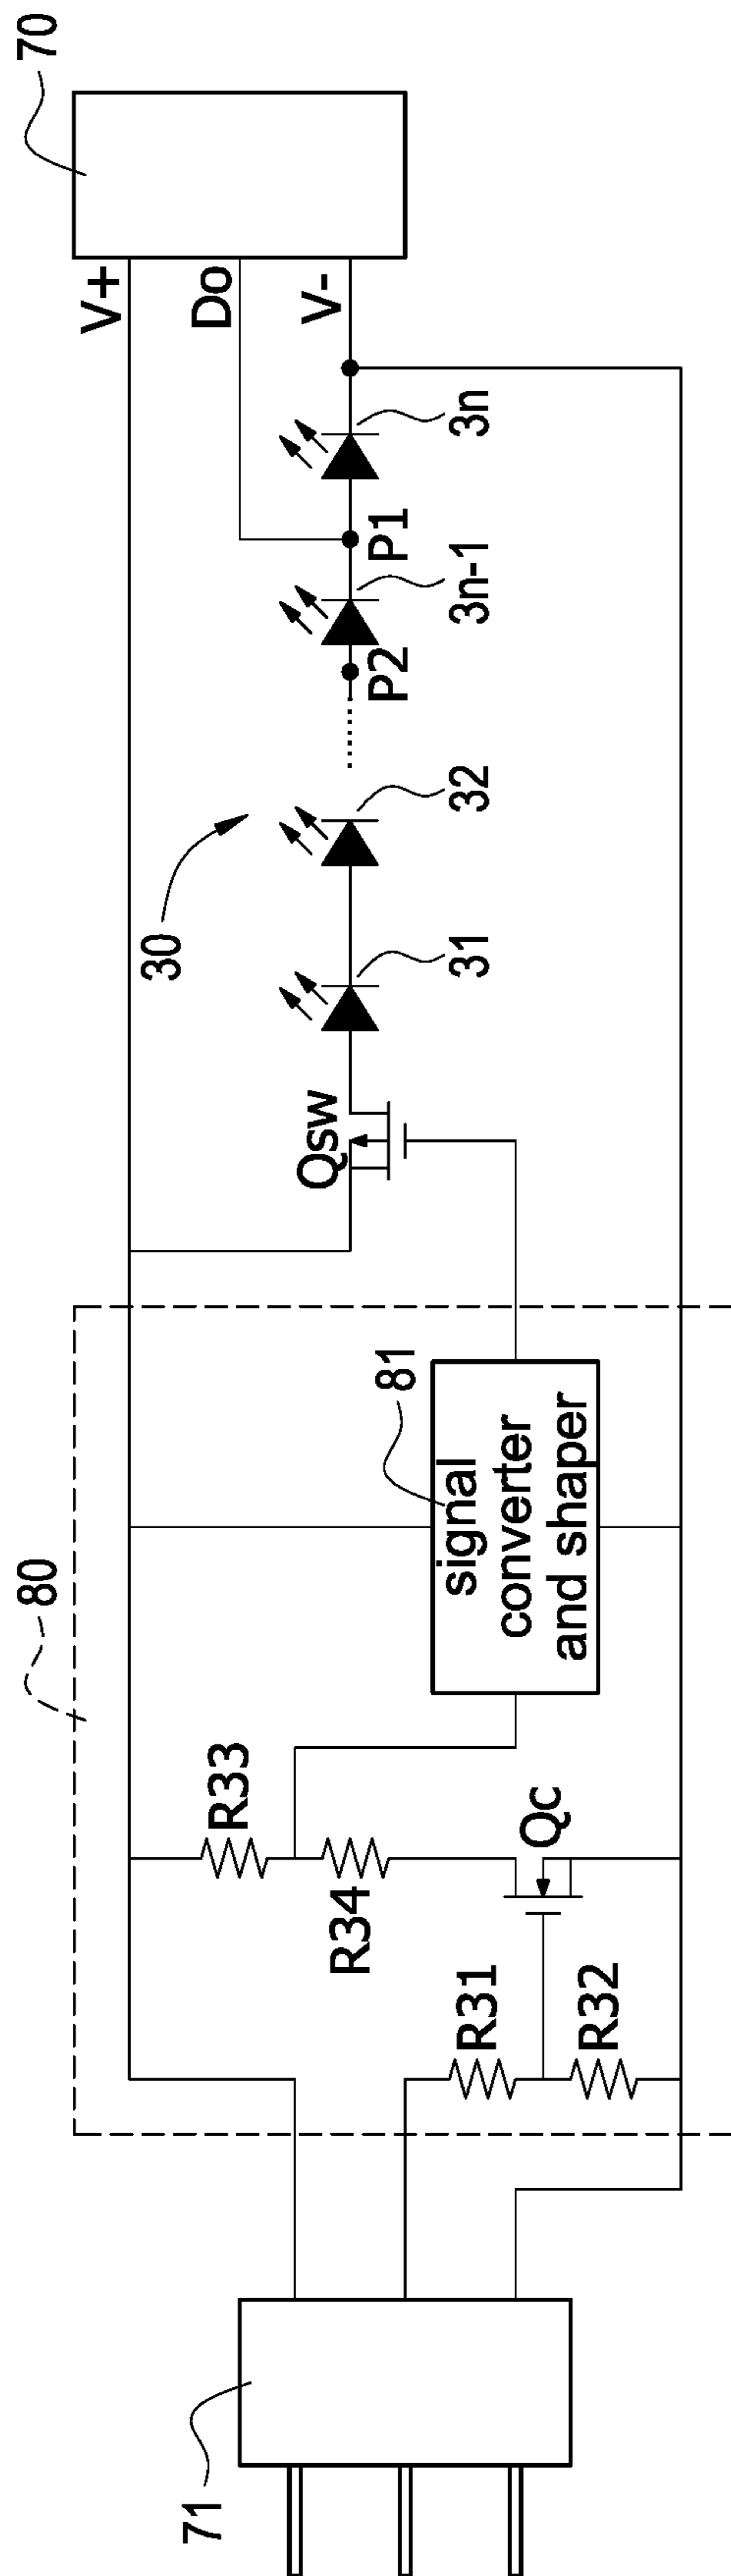 70
V+
Do
V-
3n
P1
3n-1
P2
32
30
31
Qsw
80
81
signal
converter
and shaper
R33
R34
Qc
R31
R32
71